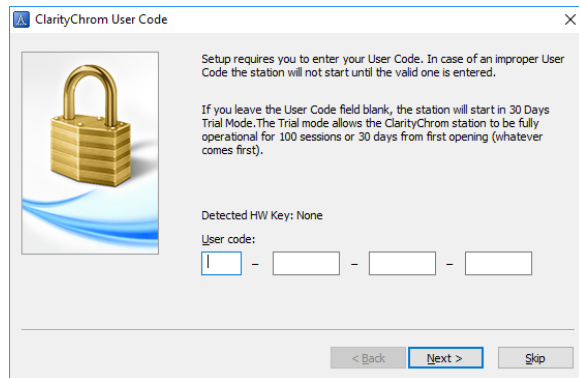 ClarityChrom User Code
Setup requires you to enter your User Code. In case of an improper User
Code the station will not start until the valid one is entered.
If you leave the User Code field blank, the station will start in 30 Days
Trial Mode.The Trial mode allows the ClarityChrom station to be fully
operational for 100 sessions or 30 days from first opening (whatever
comes first).
Detected HW Key: None
User code:
– – –
< Back Next > Skip